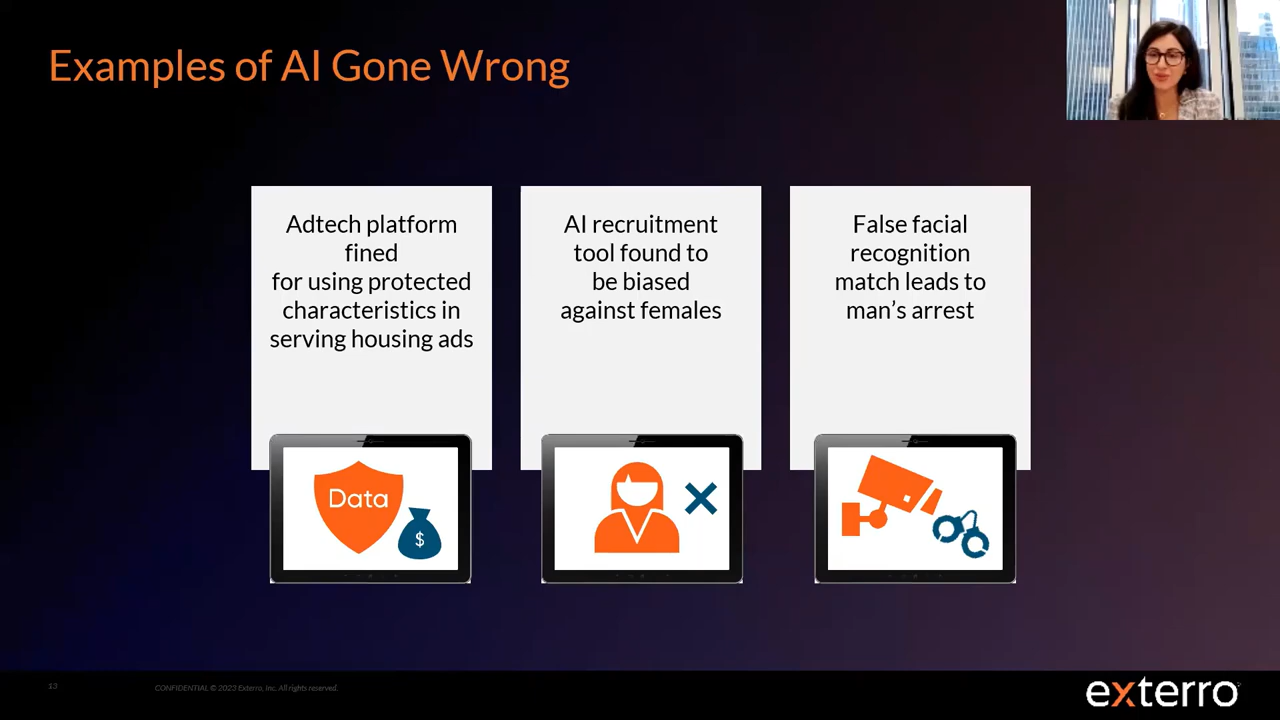 Examples of AI Gone Wrong
Adtech platform
fined
for using protected
characteristics in
serving housing ads
AI recruitment
tool found to
be biased
against females
False facial
recognition
match leads to
man's arrest
Data
$
13
CONFIDENTIAL © 2023 Exterro, Inc. All rights reserved.
exterro